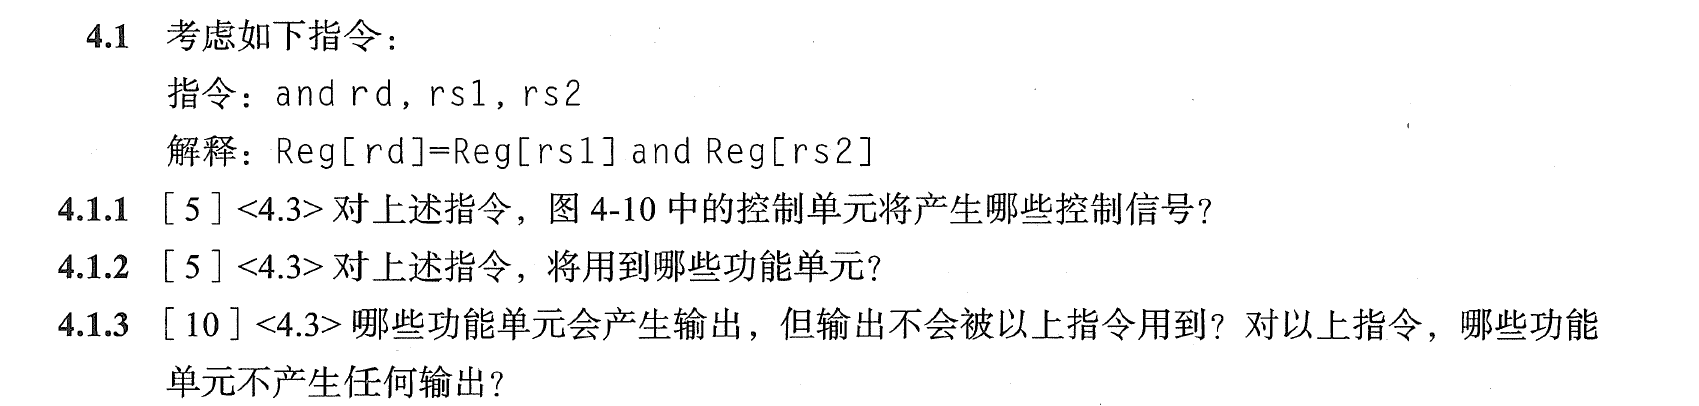 4.1 考虑如下指令：
指令：and rd, rs1, rs2
解释：Reg[rd]=Reg[rs1] and Reg[rs2]
4.1.1 [5]<4.3>对上述指令，图4-10中的控制单元将产生哪些控制信号？
4.1.2 [5]<4.3>对上述指令，将用到哪些功能单元？
4.1.3 [10]<4.3>哪些功能单元会产生输出，但输出不会被以上指令用到？对以上指令，哪些功能
单元不产生任何输出？